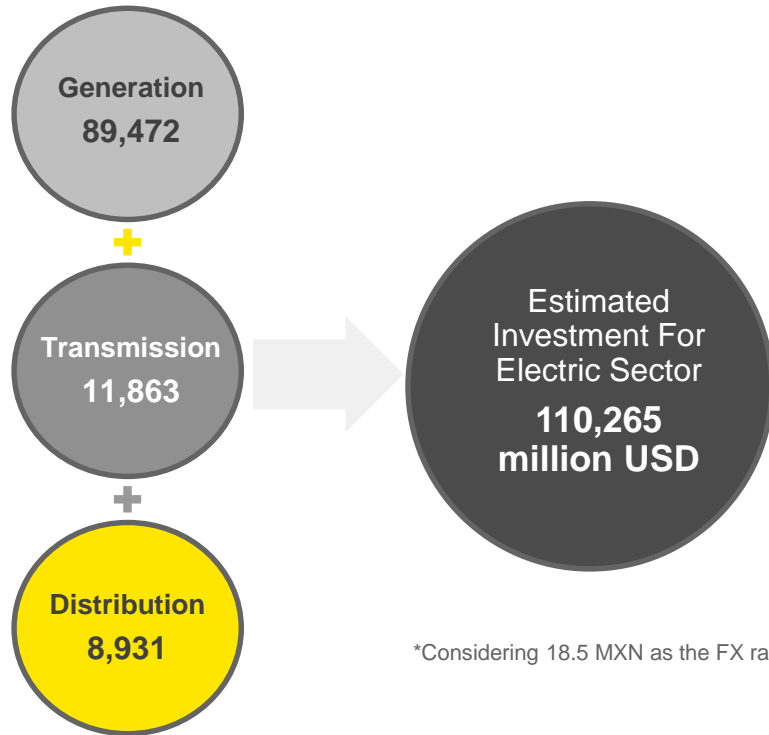 Generation
89,472
Transmission
11,863
Distribution
8,931
Estimated
Investment For
Electric Sector
110,265
million USD
*Considering 18.5 MXN as the FX ra